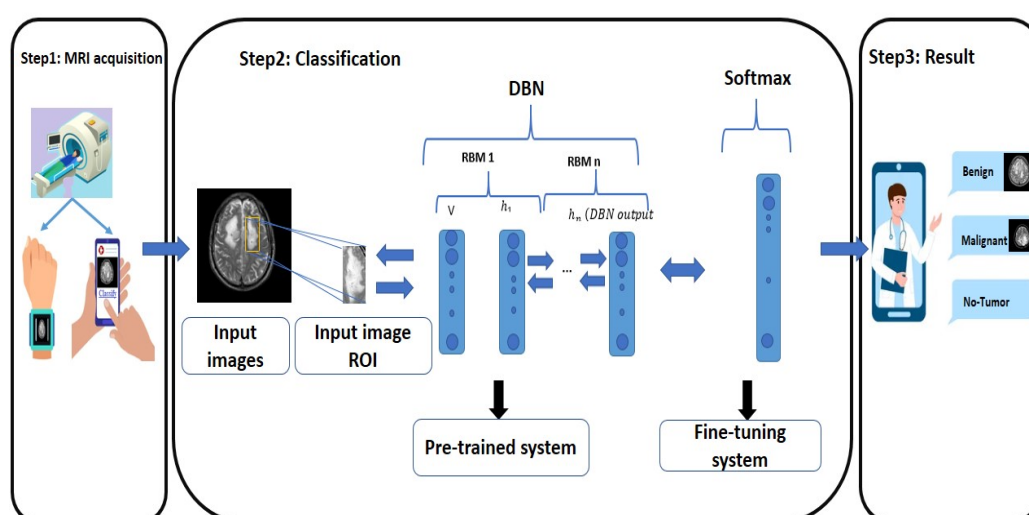 Step1: MRI acquisition
Classify
Step2: Classification
DBN
Softmax
RBM 1
RBM n
V
h₁
hₙ (DBN output
...
Input
images
Input image
ROI
Pre-trained system
Fine-tuning
system
Step3: Result
Benign
Malignant
No-Tumor